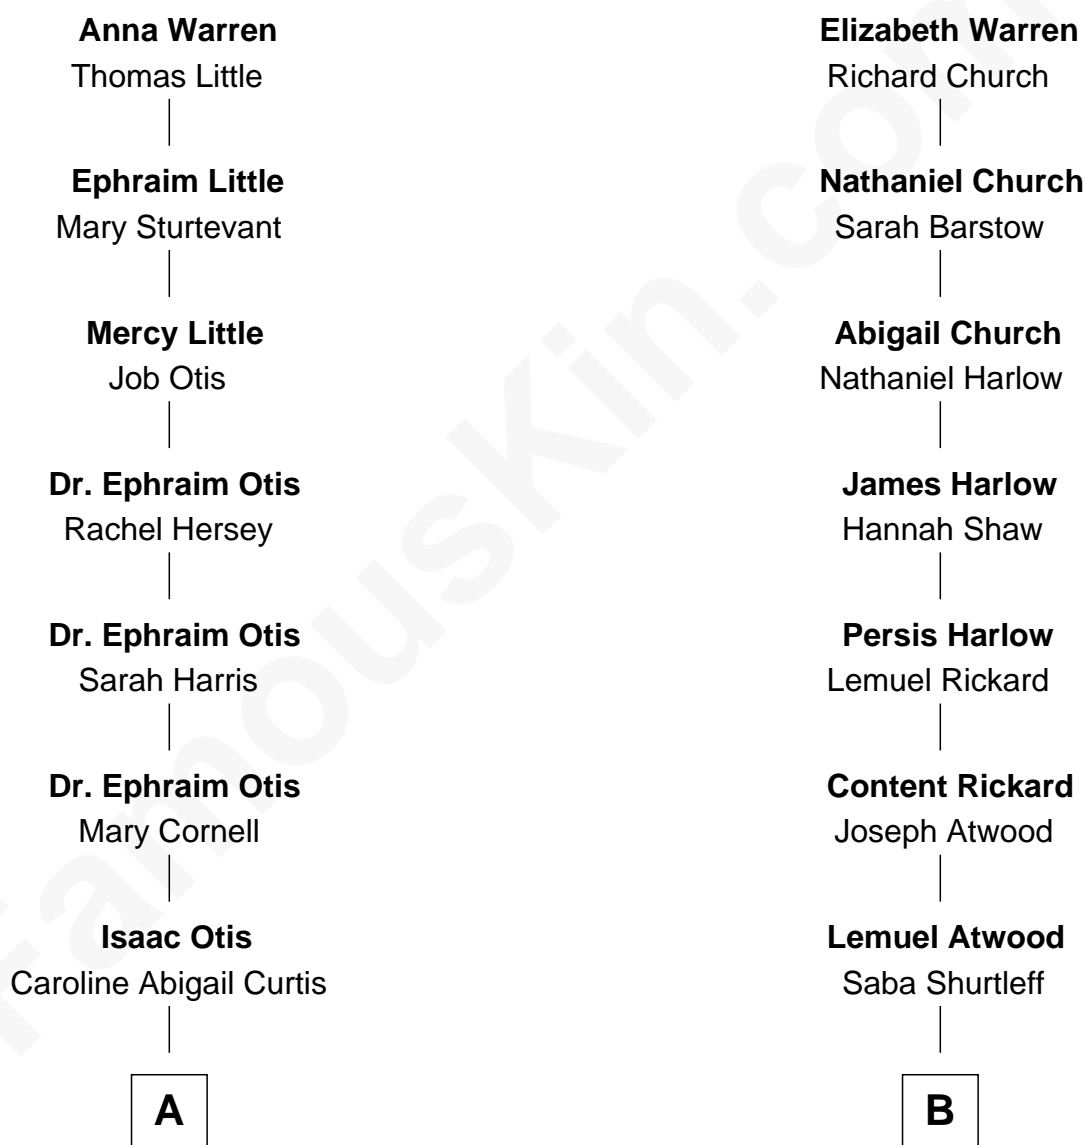 Anna Warren
Thomas Little
Ephraim Little
Mary Sturtevant
Mercy Little
Job Otis
Dr. Ephraim Otis
Rachel Hersey
Dr. Ephraim Otis
Sarah Harris
Dr. Ephraim Otis
Mary Cornell
Isaac Otis
Caroline Abigail Curtis
A
Elizabeth Warren
Richard Church
Nathaniel Church
Sarah Barstow
Abigail Church
Nathaniel Harlow
James Harlow
Hannah Shaw
Persis Harlow
Lemuel Rickard
Content Rickard
Joseph Atwood
Lemuel Atwood
Saba Shurtleff
B
FamousKin.com